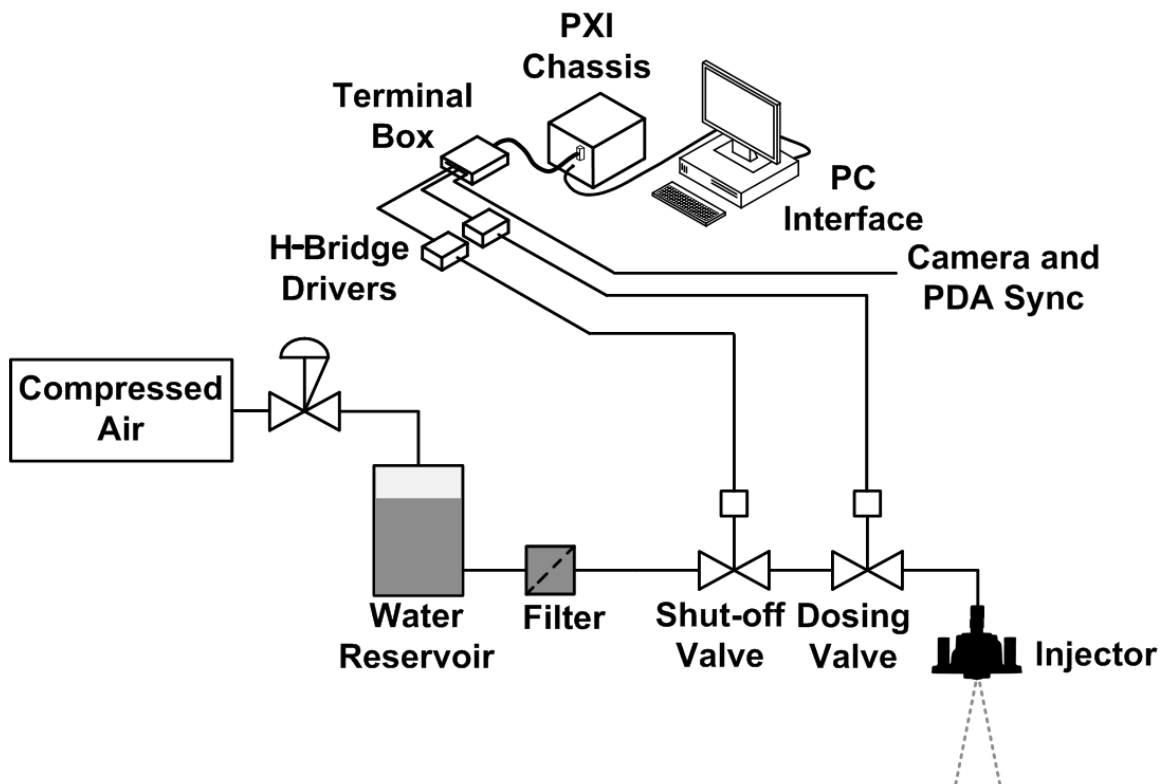 PXI
Chassis
Terminal
Box
PC
Interface
H-Bridge
Drivers
Camera and
PDA Sync
Compressed
Air
Water
Reservoir
Filter
Shut-off
Valve
Dosing
Valve
Injector